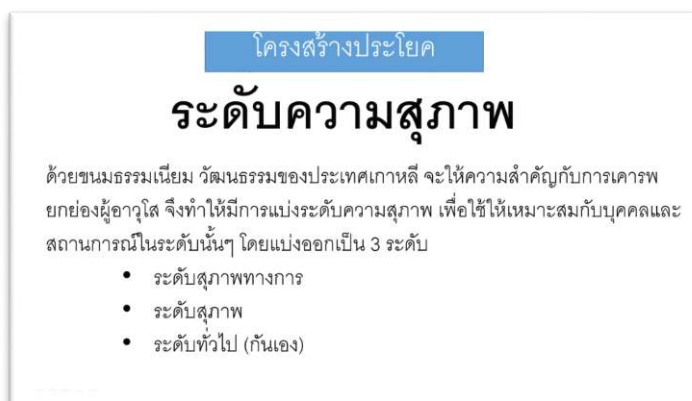 โครงสร้างประโยค
ระดับความสุภาพ
ด้วยขนมธรรมเนียม วัฒนธรรมของประเทศเกาหลี จะให้ความสำคัญกับการเคารพ
ยกย่องผู้อาวุโส จึงทำให้มีการแบ่งระดับความสุภาพ เพื่อใช้ให้เหมาะสมกับบุคคลและ
สถานการณ์ในระดับนั้นๆ โดยแบ่งออกเป็น 3 ระดับ
• ระดับสุภาพทางการ
• ระดับสุภาพ
• ระดับทั่วไป (กันเอง)